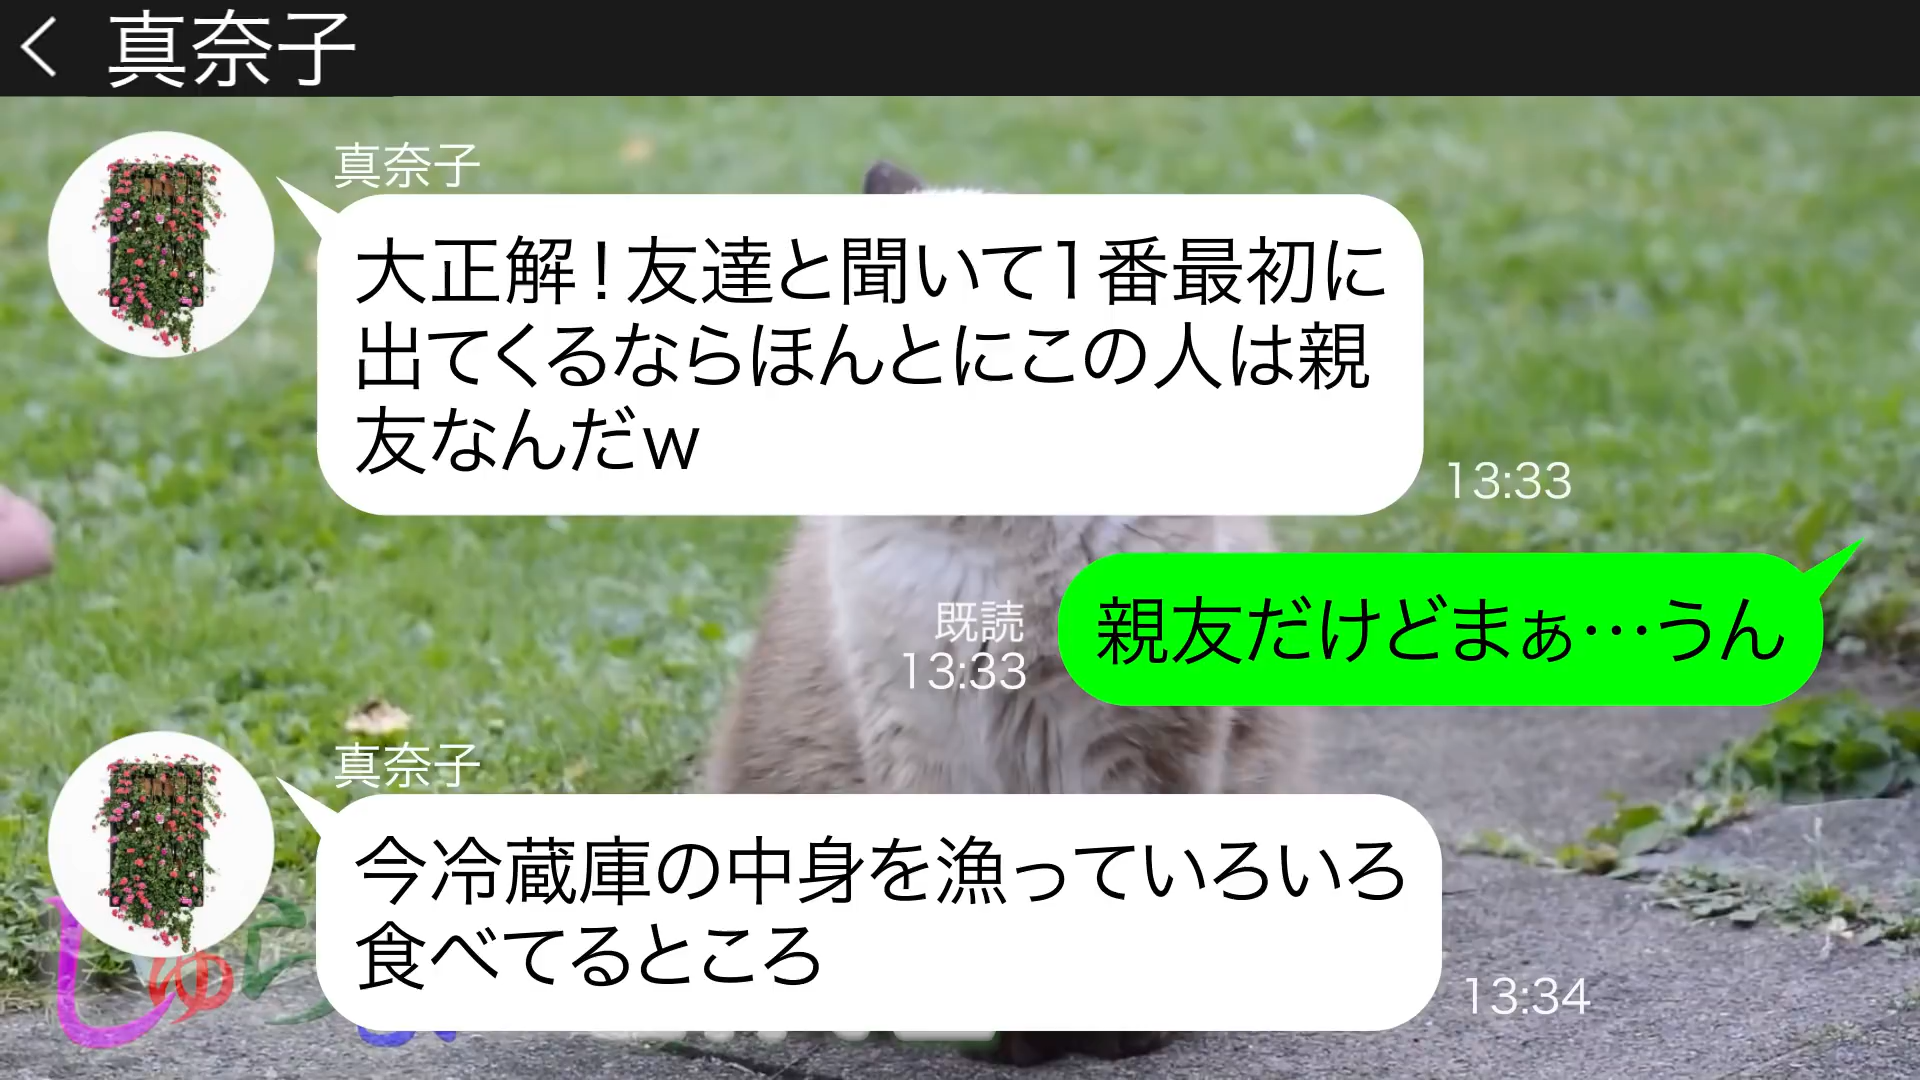 真奈子
真奈子
大正解！友達と聞いて1番最初に
出てくるならほんとにこの人は親
友なんだw
13:33
親友だけどまぁ…うん
既読
13:33
真奈子
今冷蔵庫の中身を漁っていろいろ
食べてるところ
13:34
しゅら